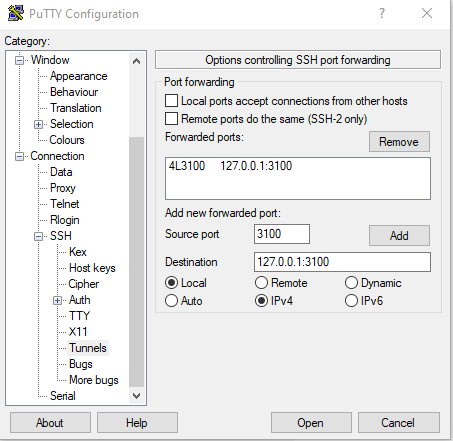 PuTTY Configuration
Category:
Window
Appearance
Behaviour
Translation
Selection
Colours
Connection
Data
Proxy
Telnet
Rlogin
SSH
Kex
Host keys
Cipher
Auth
TTY
X11
Tunnels
Bugs
More bugs
Serial
Options controlling SSH port forwarding
Port forwarding
Local ports accept connections from other hosts
Remote ports do the same (SSH-2 only)
Forwarded ports: Remove
4L3100 127.0.0.1:3100
Add new forwarded port:
Source port 3100 Add
Destination 127.0.0.1:3100
Local Remote Dynamic
Auto IPv4 IPv6
About Help Open Cancel